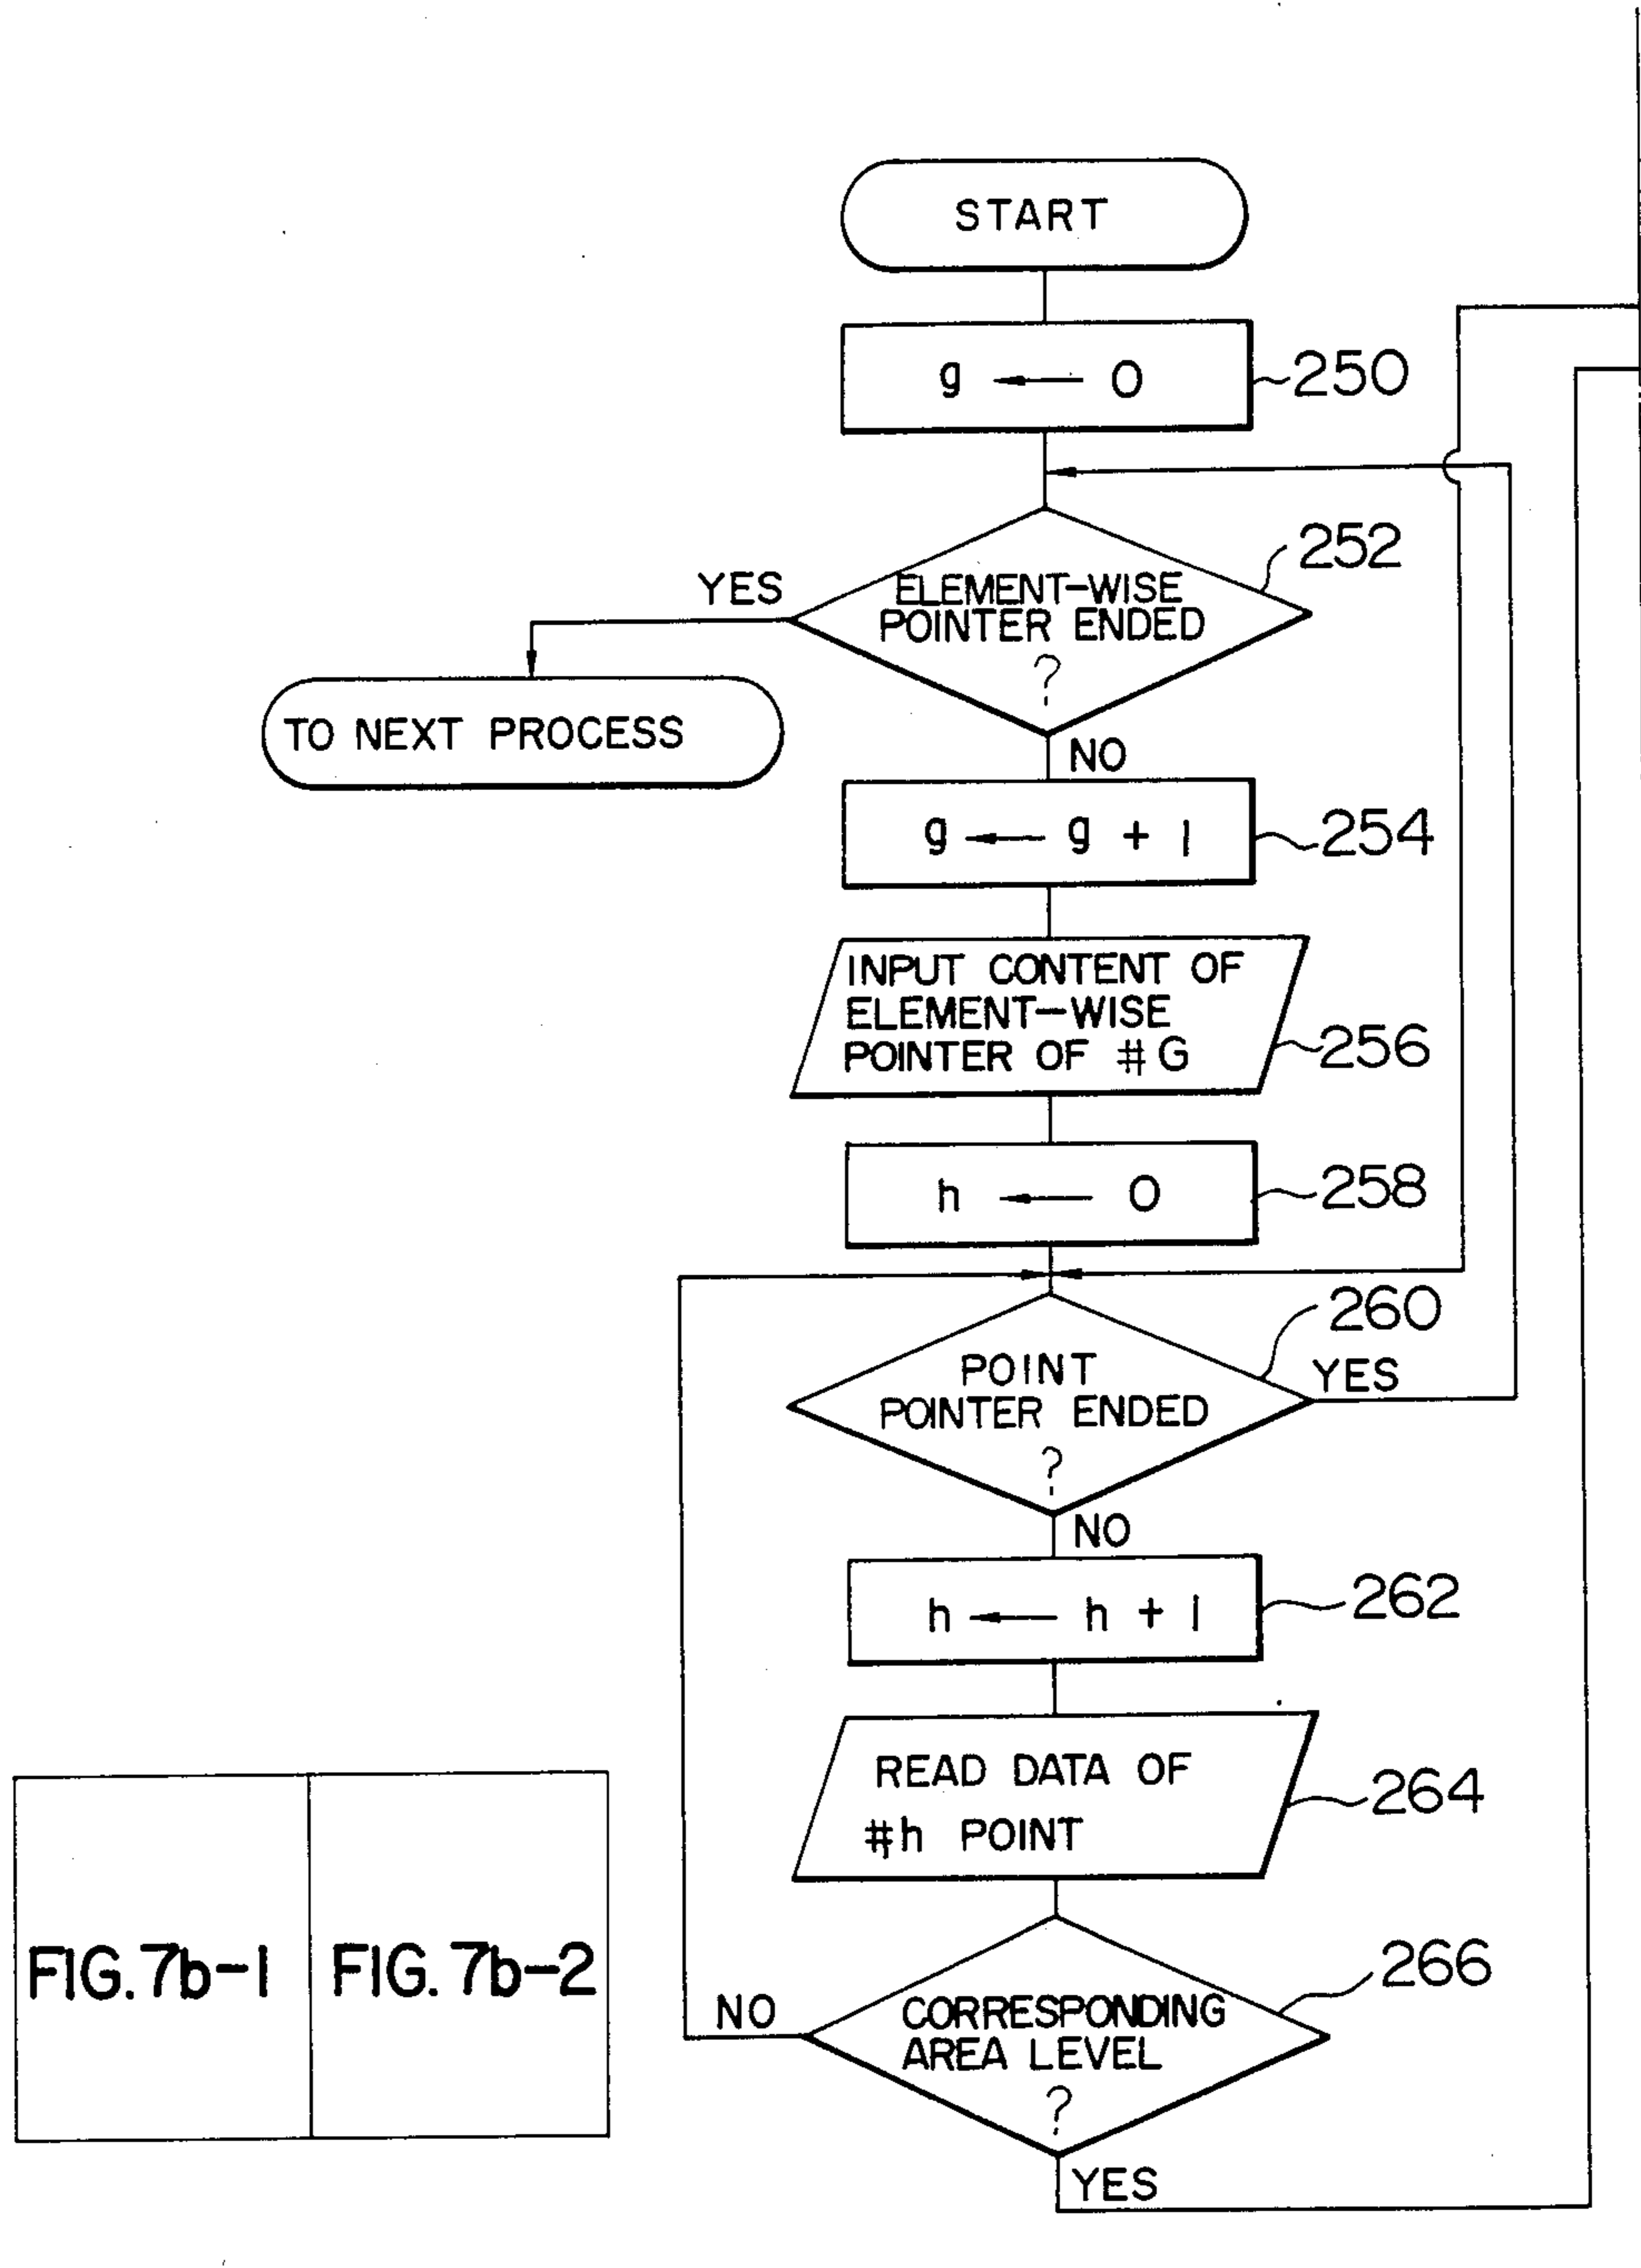 START
g ← 0
250
252
YES
ELEMENT-WISE
POINTER ENDED
?
TO NEXT PROCESS
NO
g ← g + 1
254
INPUT CONTENT OF
ELEMENT-WISE
POINTER OF #G
256
h ← 0
258
260
POINT
POINTER ENDED
?
YES
NO
h ← h + 1
262
READ DATA OF
#h POINT
264
FIG. 7b-1
FIG. 7b-2
266
NO
CORRESPONDING
AREA LEVEL
?
YES